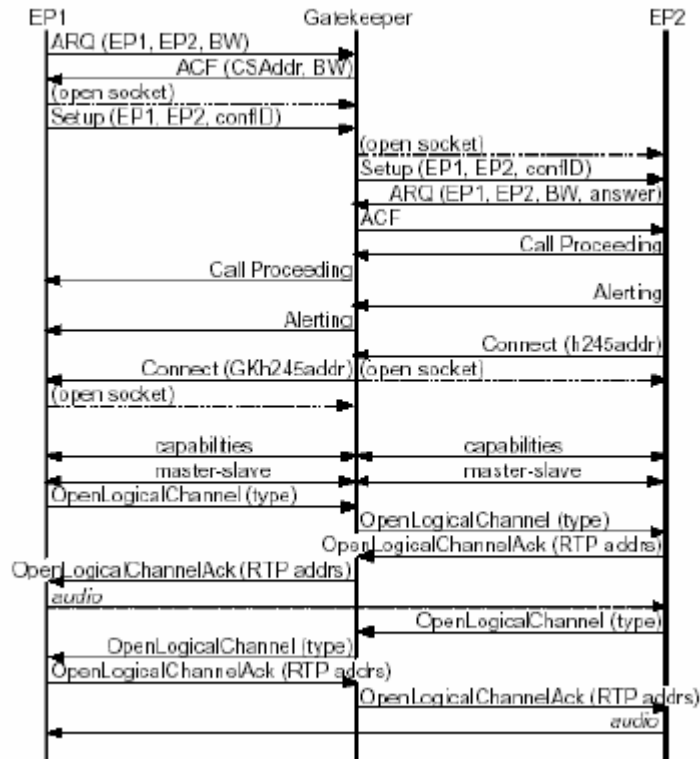 EP1 Gatekeeper EP2
ARQ (EP1, EP2, BW)
ACF (CSAddr, BW)
(open socket)
Setup (EP1, EP2, confID)
(open socket)
Setup (EP1, EP2, confID)
ARQ (EP1, EP2, BW, answer)
ACF
Call Proceeding
Call Proceeding
Alerting
Alerting
Connect (h245addr)
Connect (GKh245addr) (open socket)
(open socket)
capabilities capabilities
master-slave master-slave
OpenLogicalChannel (type)
OpenLogicalChannel (type)
OpenLogicalChannelAck (RTP addrs)
OpenLogicalChannelAck (RTP addrs)
audio
OpenLogicalChannel (type)
OpenLogicalChannel (type)
OpenLogicalChannelAck (RTP addrs)
OpenLogicalChannelAck (RTP addrs)
audio